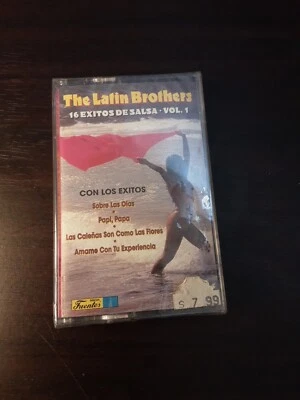 The Latin Brothers
16 EXITOS DE SALSA · VOL. 1
CON LOS EXITOS
Sobre Las Olas
Papi, Papa
Las Caleñas Son Como Las Flores
Amame Con Tu Experiencia
Fuentes
$ 7.99